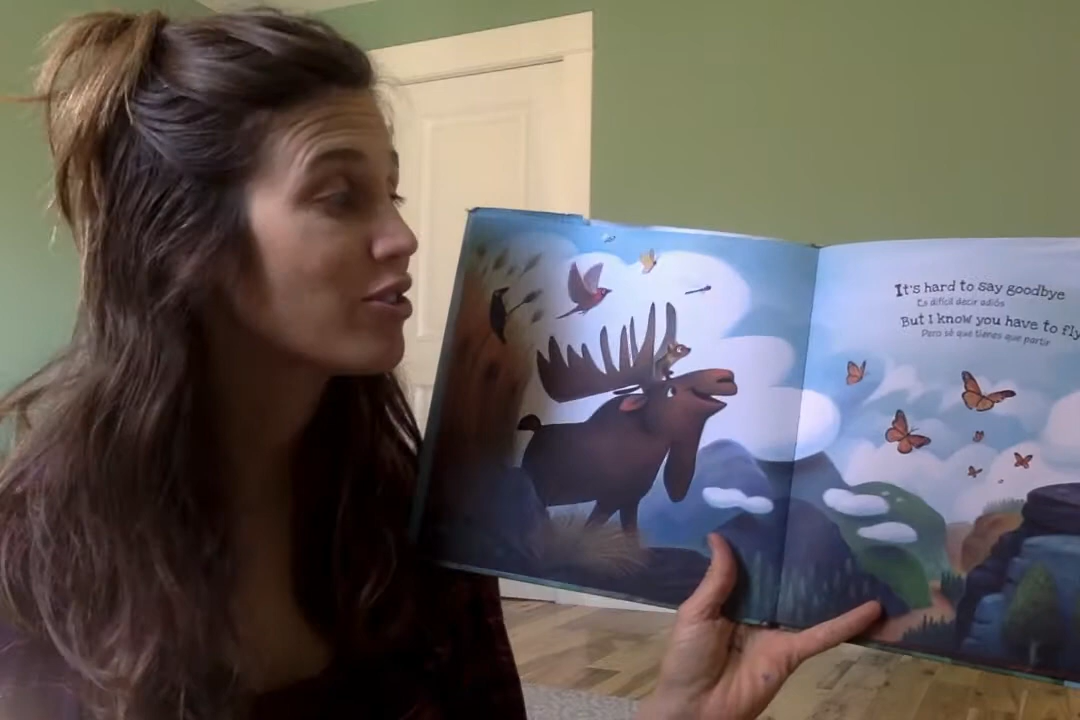 It's hard to say goodbye
Es difícil decir adiós
But I know you have to fly
Pero sé que tienes que partir